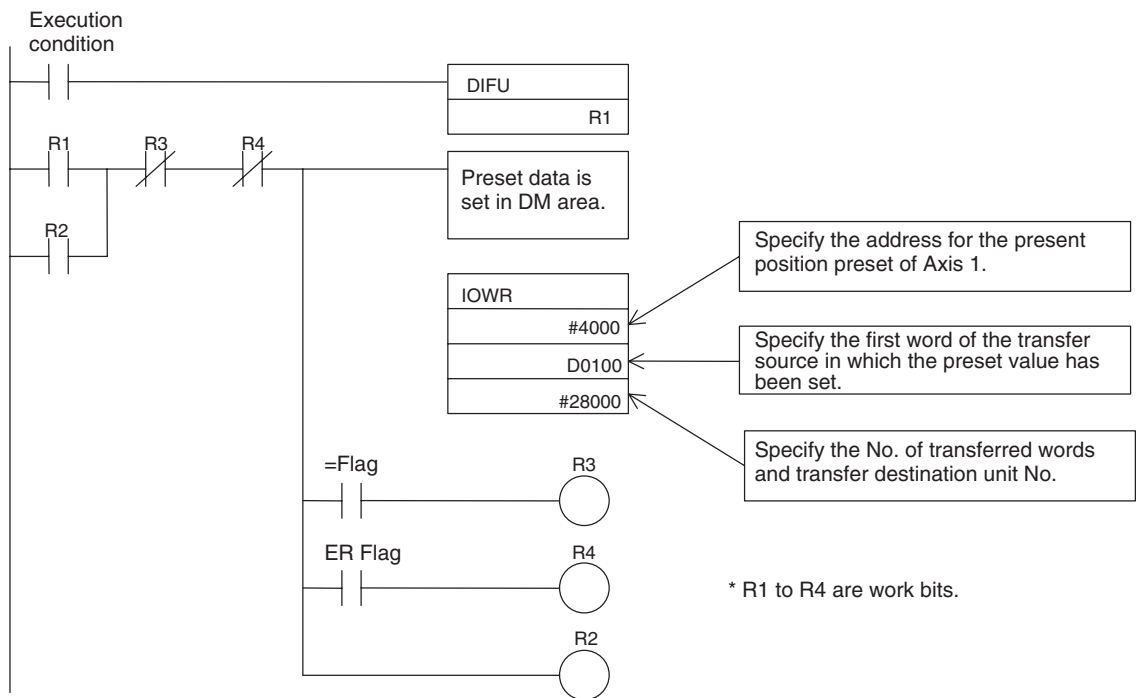 Execution
condition
DIFU
R1
R1
R3
R4
Preset data is
set in DM area.
R2
Specify the address for the present
position preset of Axis 1.
IOWR
#4000
D0100
#28000
Specify the first word of the transfer
source in which the preset value has
been set.
Specify the No. of transferred words
and transfer destination unit No.
=Flag
R3
ER Flag
R4
* R1 to R4 are work bits.
R2